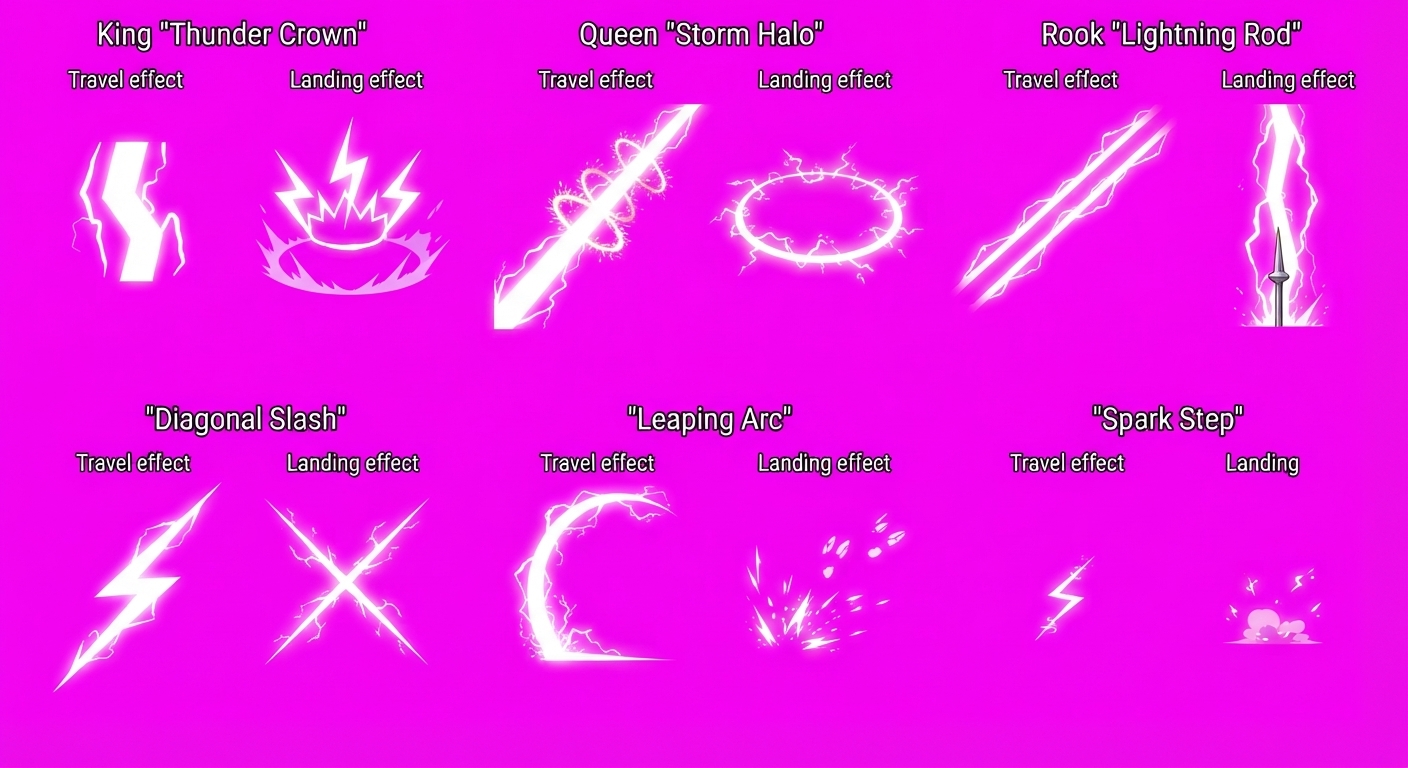 King "Thunder Crown"
Travel effect
Landing effect
Queen "Storm Halo"
Travel effect
Landing effect
Rook "Lightning Rod"
Travel effect
Landing effect
"Diagonal Slash"
Travel effect
Landing effect
"Leaping Arc"
Travel effect
Landing effect
"Spark Step"
Travel effect
Landing